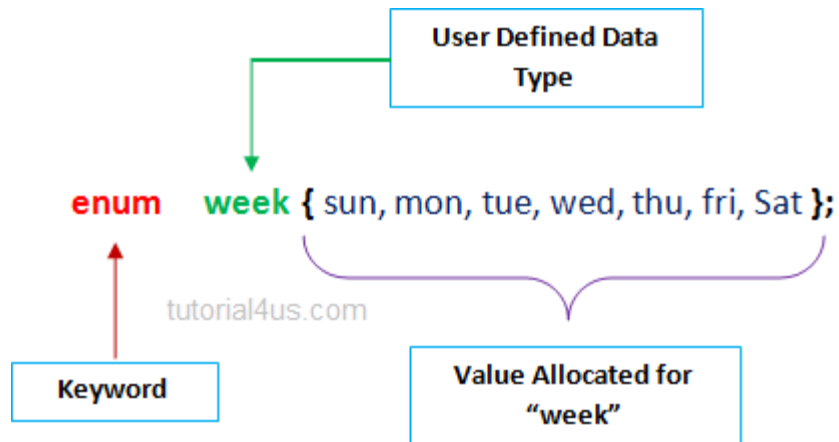 User Defined Data
Type
enum week { sun, mon, tue, wed, thu, fri, Sat };
tutorial4us.com
Keyword
Value Allocated for
“week”